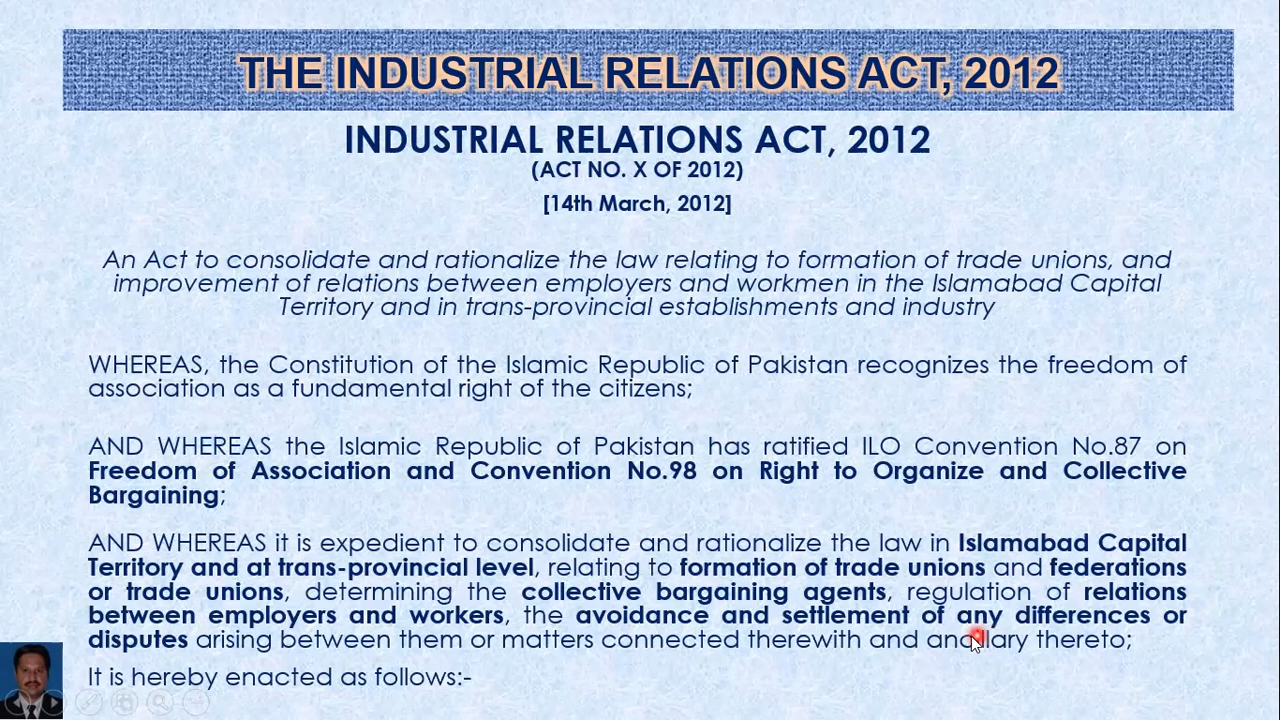 THE INDUSTRIAL RELATIONS ACT, 2012
INDUSTRIAL RELATIONS ACT, 2012
(ACT NO. X OF 2012)
[14th March, 2012]
An Act to consolidate and rationalize the law relating to formation of trade unions, and
improvement of relations between employers and workmen in the Islamabad Capital
Territory and in trans-provincial establishments and industry
WHEREAS, the Constitution of the Islamic Republic of Pakistan recognizes the freedom of
association as a fundamental right of the citizens;
AND WHEREAS the Islamic Republic of Pakistan has ratified ILO Convention No.87 on
Freedom of Association and Convention No.98 on Right to Organize and Collective
Bargaining;
AND WHEREAS it is expedient to consolidate and rationalize the law in Islamabad Capital
Territory and at trans-provincial level, relating to formation of trade unions and federations
or trade unions, determining the collective bargaining agents, regulation of relations
between employers and workers, the avoidance and settlement of any differences or
disputes arising between them or matters connected therewith and ancillary thereto;
It is hereby enacted as follows:-